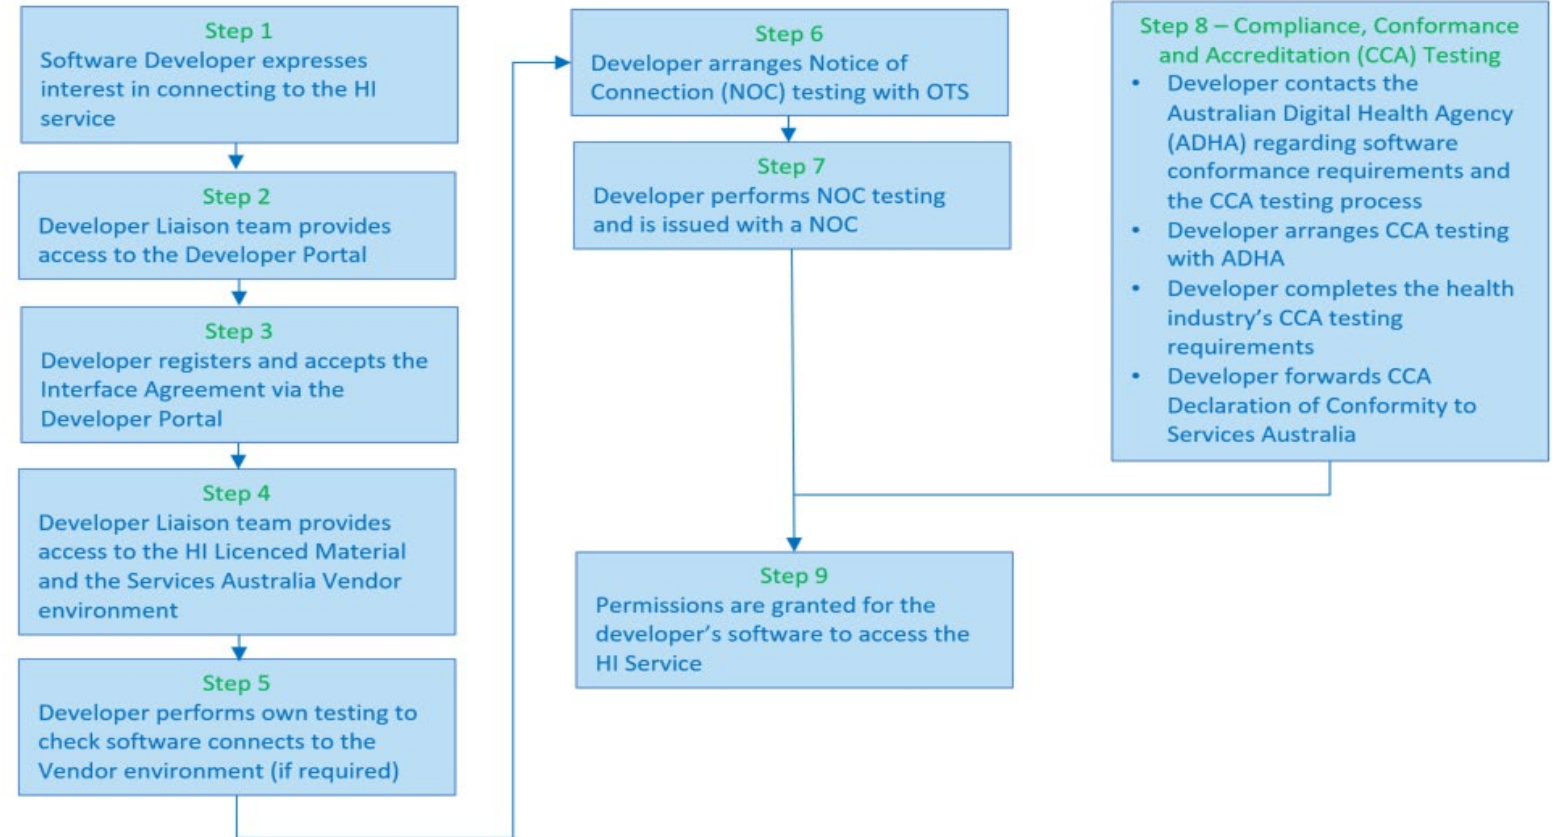 Step 1
Software Developer expresses
interest in connecting to the HI
service
Step 2
Developer Liaison team provides
access to the Developer Portal
Step 3
Developer registers and accepts the
Interface Agreement via the
Developer Portal
Step 4
Developer Liaison team provides
access to the HI Licenced Material
and the Services Australia Vendor
environment
Step 5
Developer performs own testing to
check software connects to the
Vendor environment (if required)
Step 6
Developer arranges Notice of
Connection (NOC) testing with OTS
Step 7
Developer performs NOC testing
and is issued with a NOC
Step 8 – Compliance, Conformance
and Accreditation (CCA) Testing
• Developer contacts the
Australian Digital Health Agency
(ADHA) regarding software
conformance requirements and
the CCA testing process
• Developer arranges CCA testing
with ADHA
• Developer completes the health
industry’s CCA testing
requirements
• Developer forwards CCA
Declaration of Conformity to
Services Australia
Step 9
Permissions are granted for the
developer’s software to access the
HI Service